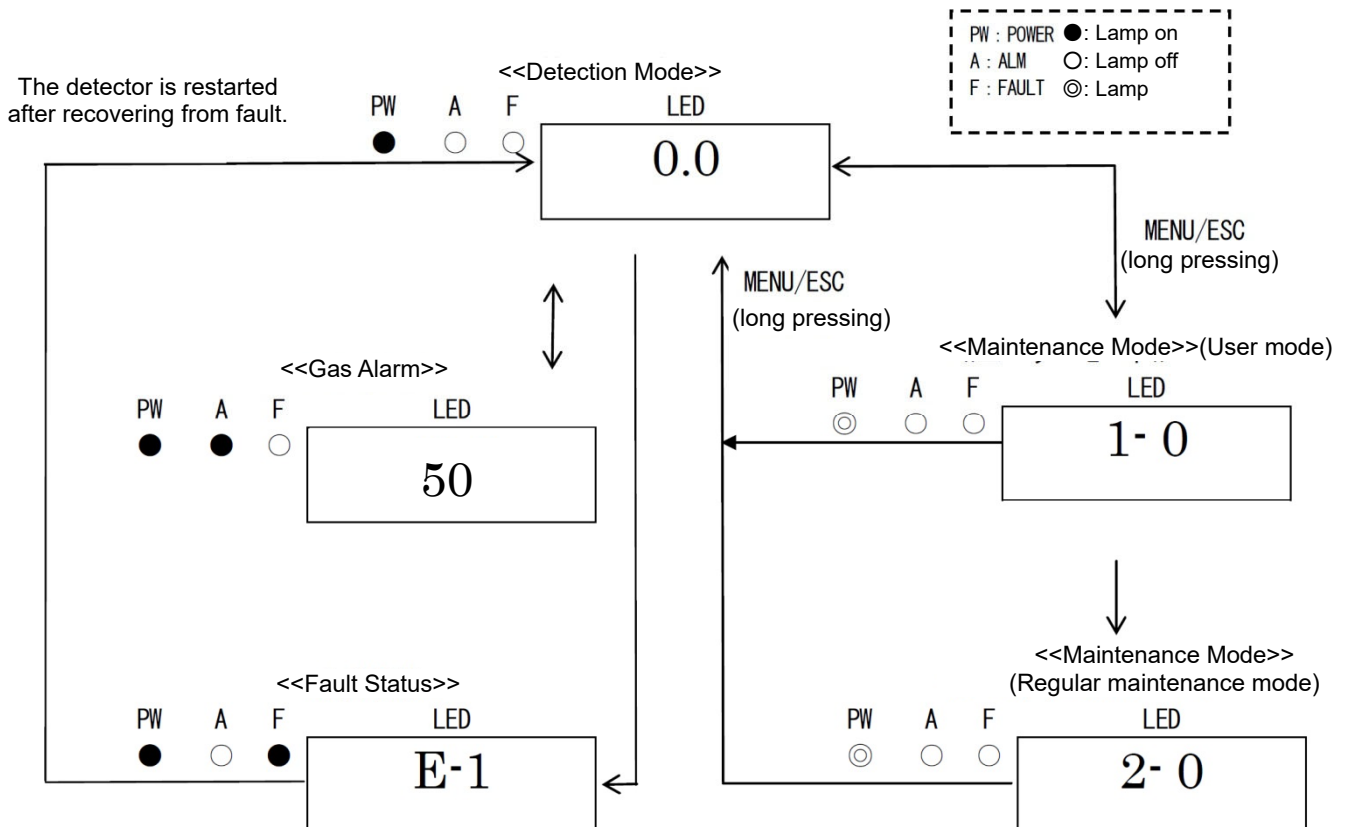 PW : POWER ●: Lamp on
A : ALM ○: Lamp off
F : FAULT ◎: Lamp
The detector is restarted
after recovering from fault.
<<Detection Mode>>
PW A F LED
0.0
MENU/ESC
(long pressing)
MENU/ESC
(long pressing)
<<Maintenance Mode>>(User mode)
PW A F LED
1- 0
<<Gas Alarm>>
PW A F LED
50
<<Maintenance Mode>>
(Regular maintenance mode)
PW A F LED
2- 0
<<Fault Status>>
PW A F LED
E-1